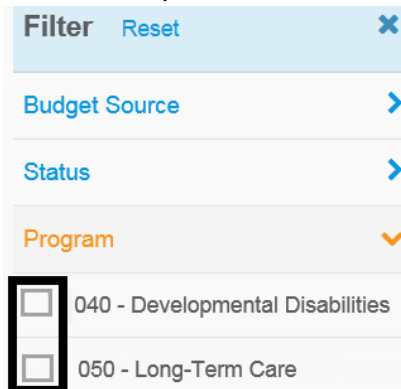 Filter Reset
Budget Source
Status
Program
040 - Developmental Disabilities
050 - Long-Term Care